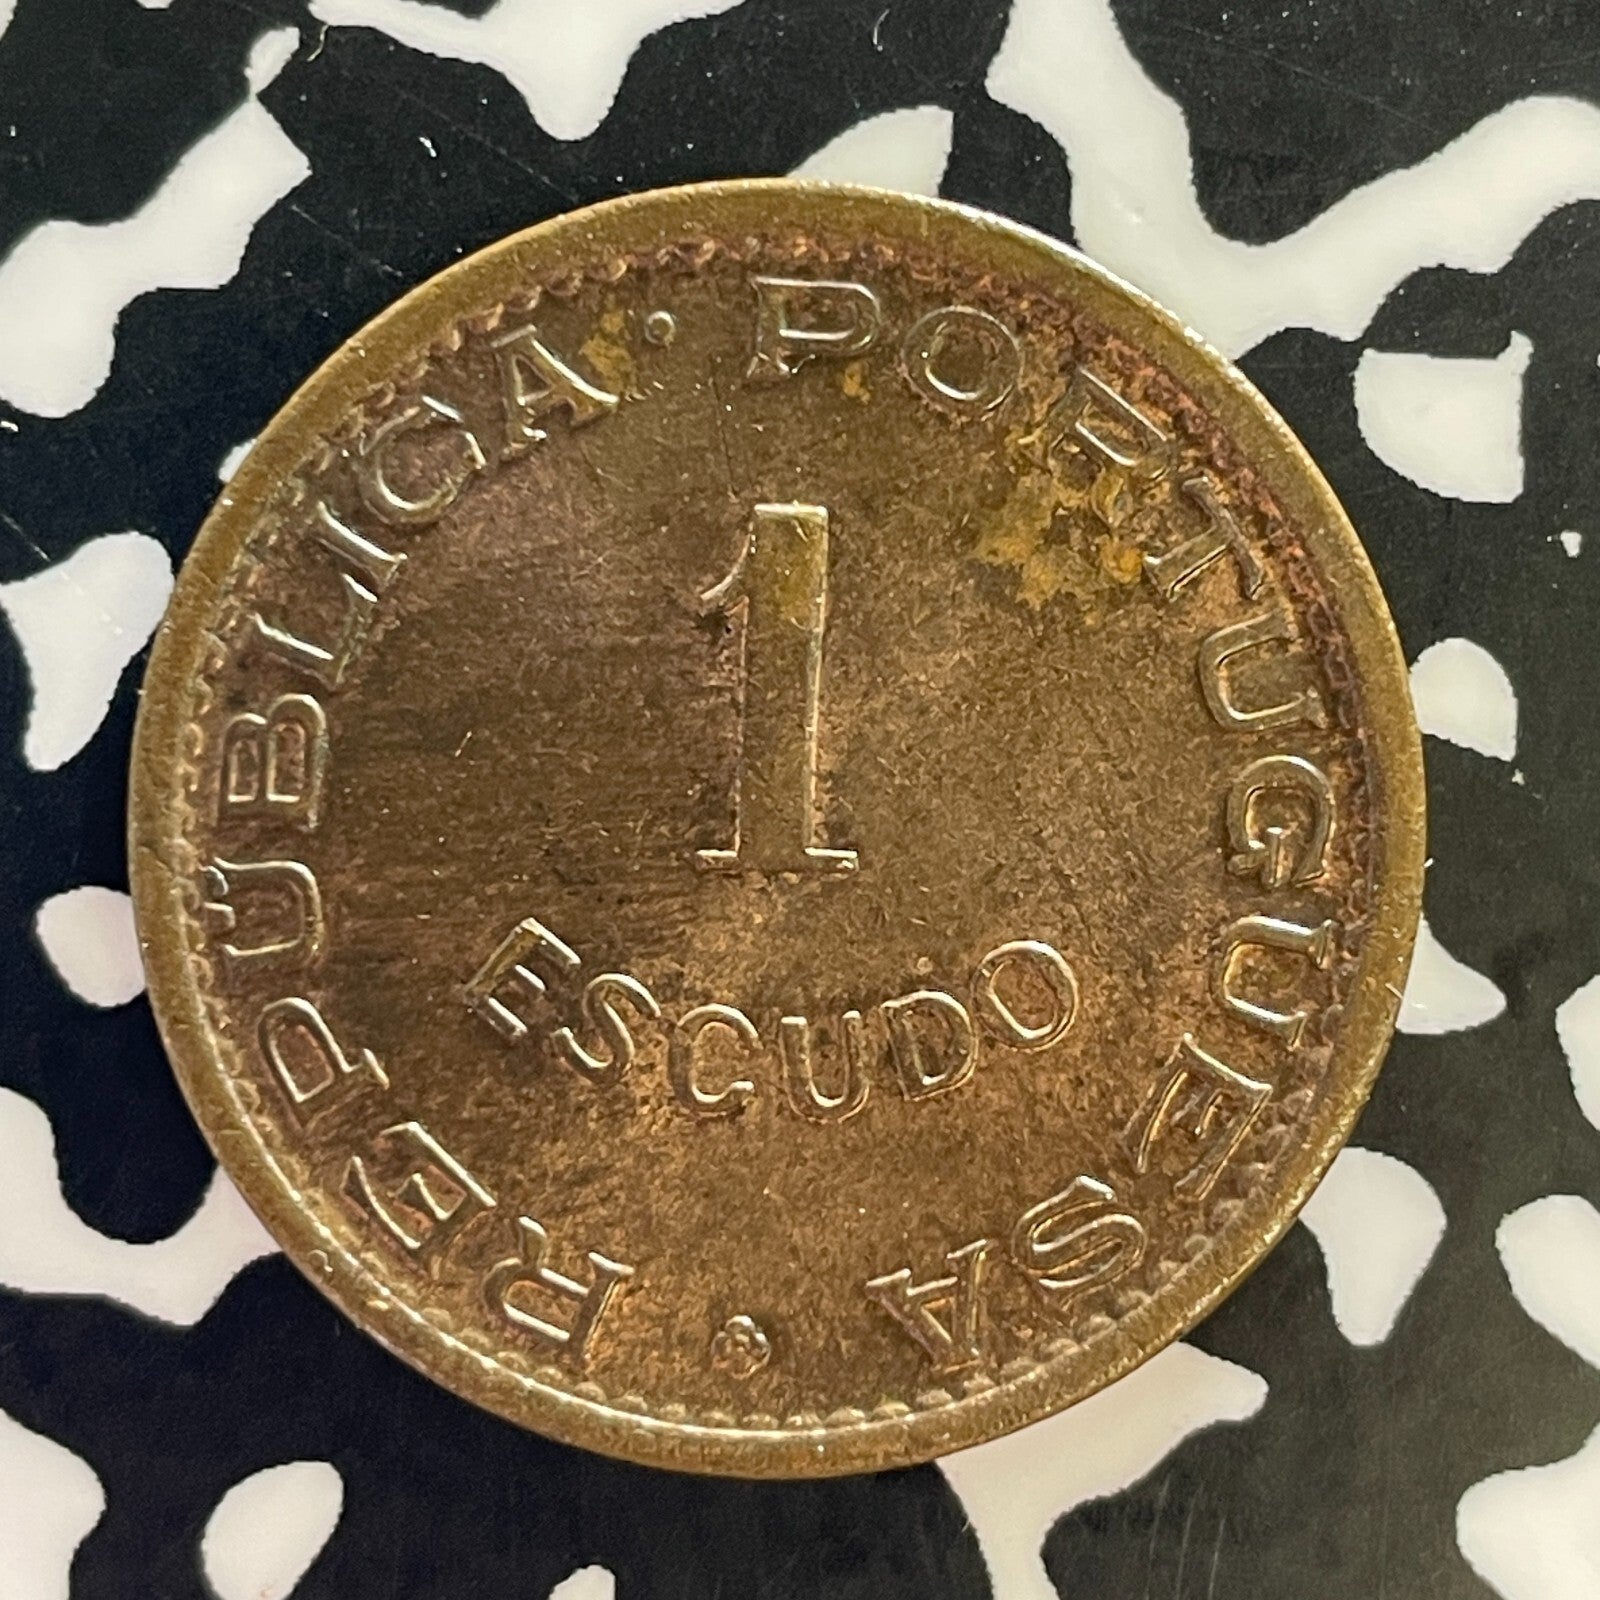 REPÚBLICA · PORTUGUESA
1
ESCUDO